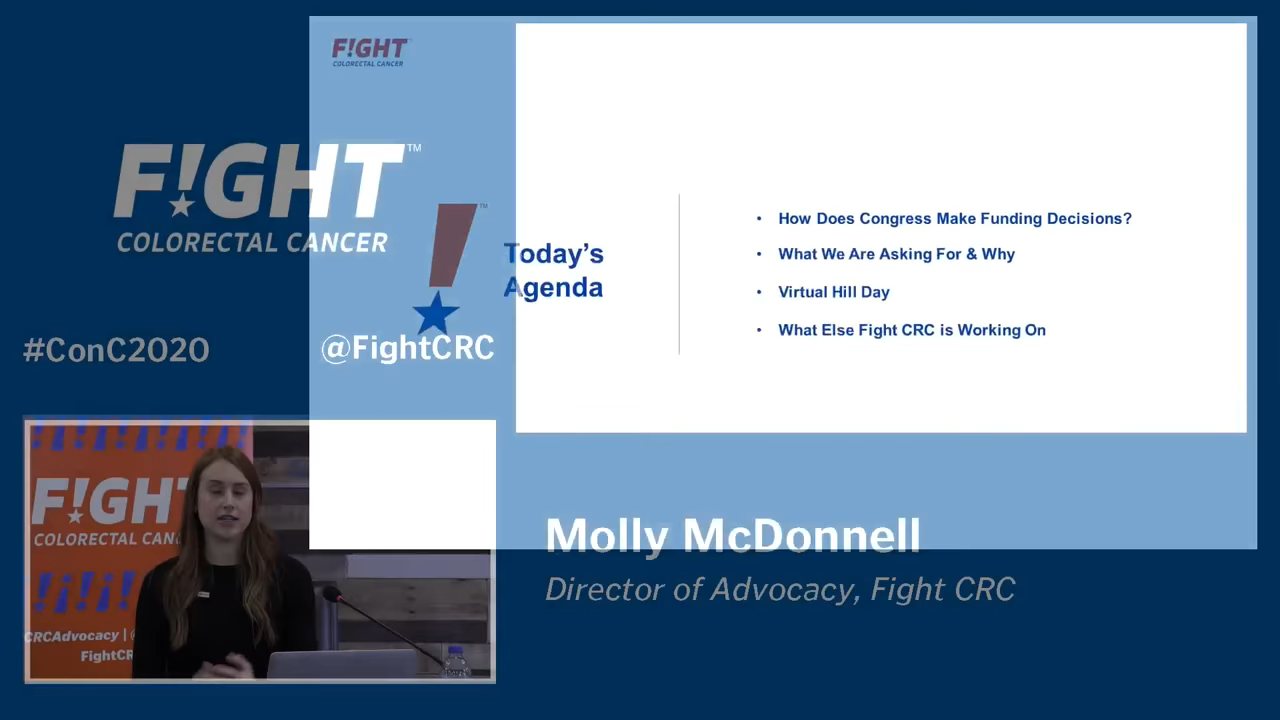 F!GHT
COLORECTAL CANCER
F!GHT™
COLORECTAL CANCER
™
Today's
Agenda
• How Does Congress Make Funding Decisions?
• What We Are Asking For & Why
• Virtual Hill Day
• What Else Fight CRC is Working On
#ConC2020
@FightCRC
F!GHT
COLORECTAL CAN
CRCAdvocacy |
FightCR
Molly McDonnell
Director of Advocacy, Fight CRC